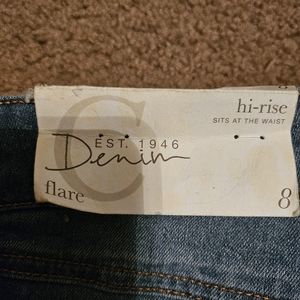 hi-rise
SITS AT THE WAIST
C
EST. 1946
Denim
flare
8